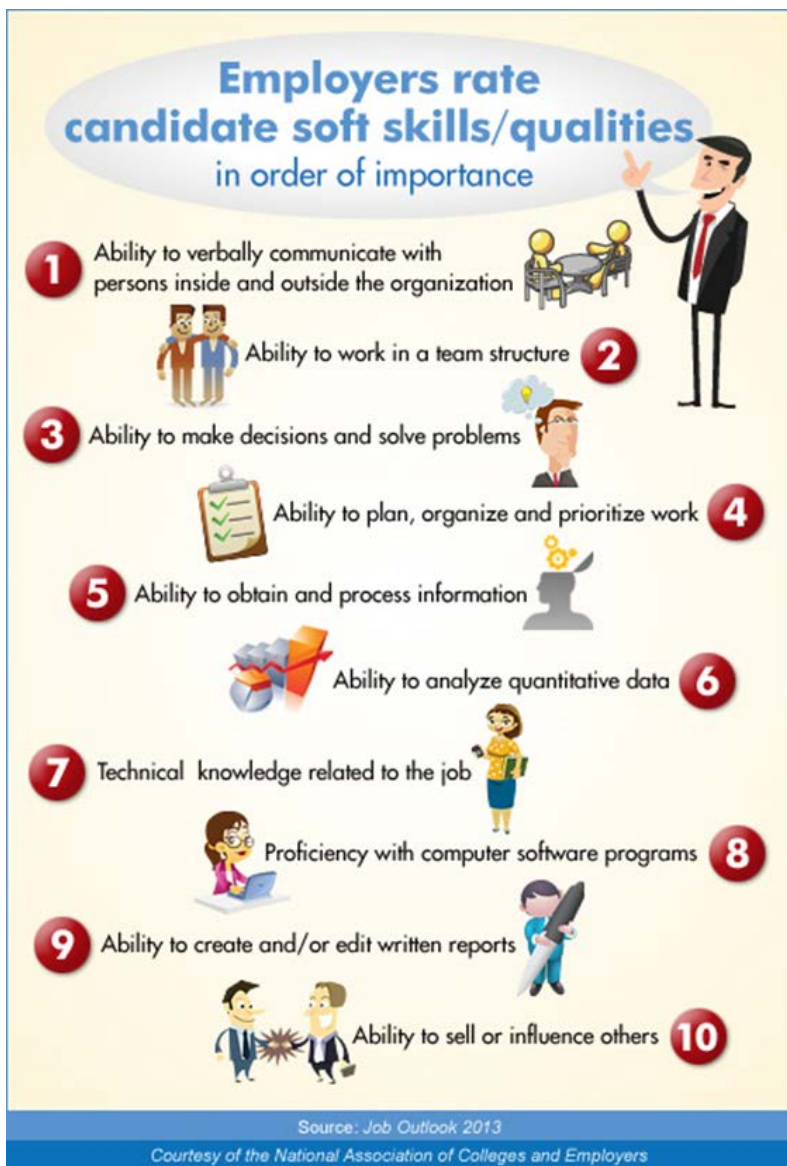 Employers rate
candidate soft skills/qualities
in order of importance
1
Ability to verbally communicate with
persons inside and outside the organization
Ability to work in a team structure 2
3 Ability to make decisions and solve problems
Ability to plan, organize and prioritize work 4
5 Ability to obtain and process information
Ability to analyze quantitative data 6
7 Technical knowledge related to the job
Proficiency with computer software programs 8
9 Ability to create and/or edit written reports
Ability to sell or influence others 10
Source: Job Outlook 2013
Courtesy of the National Association of Colleges and Employers